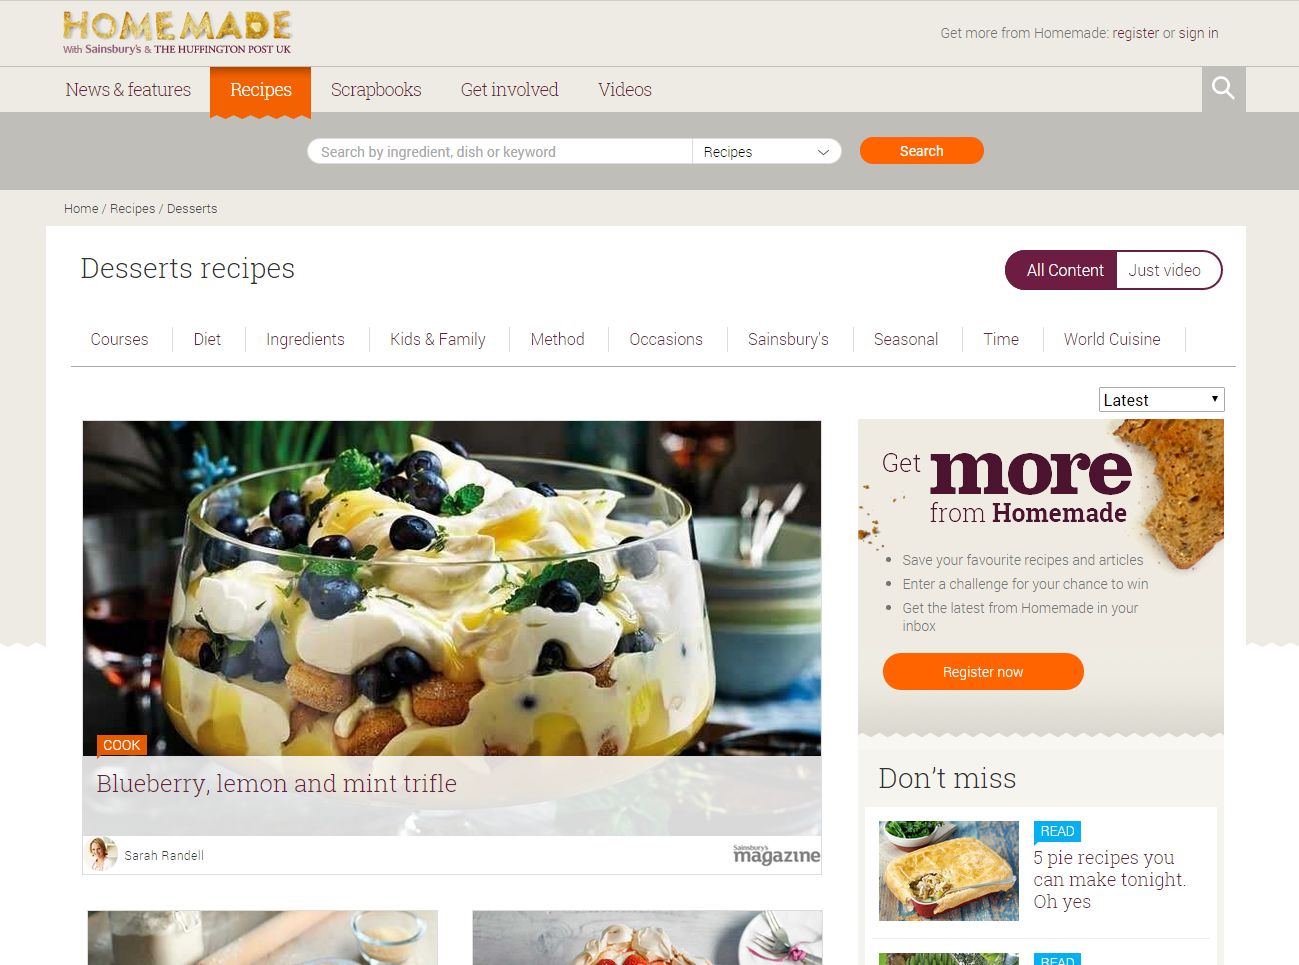 HOMEMADE
With Sainsbury's & THE HUFFINGTON POST UK
Get more from Homemade: register or sign in
News & features
Recipes
Scrapbooks
Get involved
Videos
Search by ingredient, dish or keyword
Recipes
Search
Home / Recipes / Desserts
Desserts recipes
All Content
Just video
Courses
Diet
Ingredients
Kids & Family
Method
Occasions
Sainsbury's
Seasonal
Time
World Cuisine
Latest
COOK
Blueberry, lemon and mint trifle
Sarah Randell
Sainsbury's
magazine
Get more
from Homemade
Save your favourite recipes and articles
Enter a challenge for your chance to win
Get the latest from Homemade in your
inbox
Register now
Don't miss
READ
5 pie recipes you
can make tonight.
Oh yes
READ